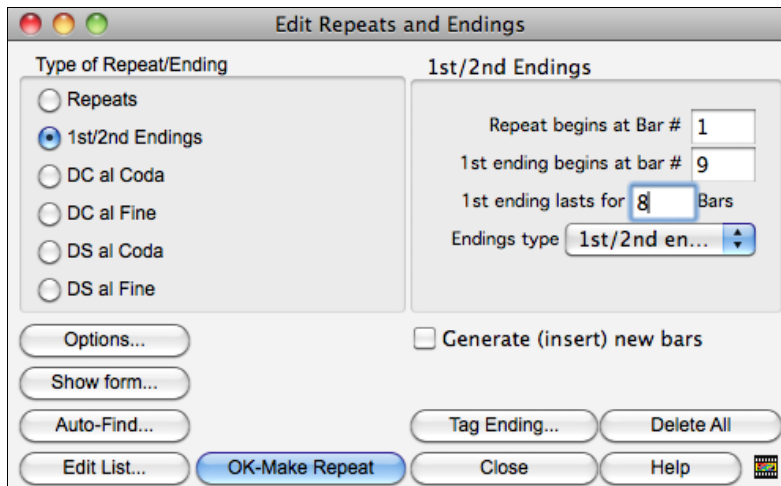 Edit Repeats and Endings
Type of Repeat/Ending
Repeats
1st/2nd Endings
DC al Coda
DC al Fine
DS al Coda
DS al Fine
1st/2nd Endings
Repeat begins at Bar # 1
1st ending begins at bar # 9
1st ending lasts for 8 Bars
Endings type 1st/2nd en...
Options...
Generate (insert) new bars
Show form...
Auto-Find...
Tag Ending...
Delete All
Edit List...
OK-Make Repeat
Close
Help